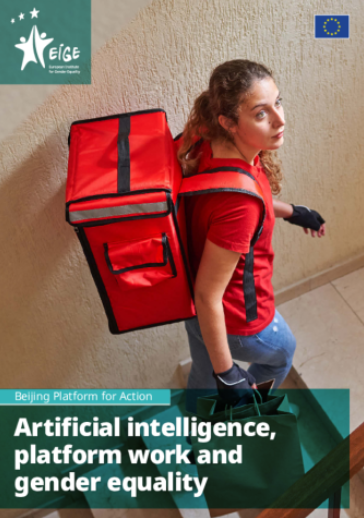 EIGE
European Institute
for Gender Equality
Beijing Platform for Action
Artificial intelligence,
platform work and
gender equality